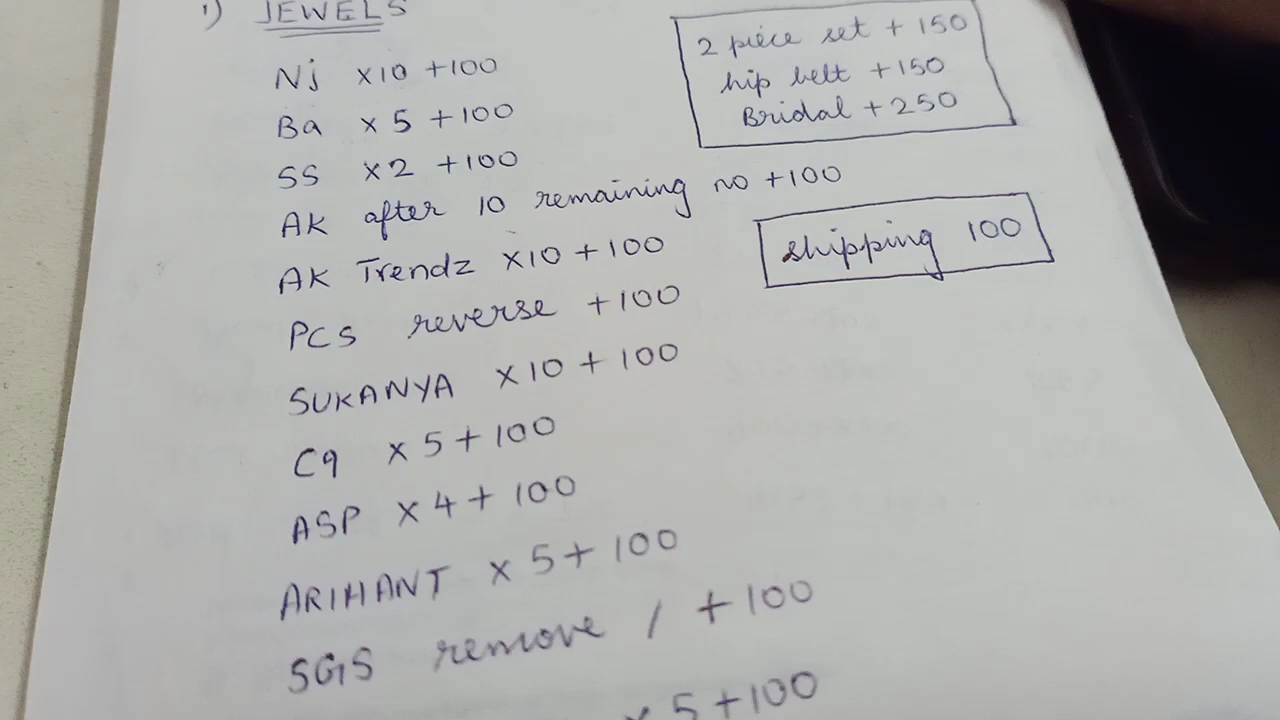 1) JEWELS
Nj x10 +100
Ba x 5 +100
SS x2 +100
AK after 10 remaining no +100
AK Trendz x10 +100
PCS reverse +100
SUKANYA x10 + 100
C9 x 5 + 100
ASP x 4 + 100
ARIHANT x 5 + 100
SGS remove / +100
x 5 +100
2 piece set + 150
hip belt +150
Bridal + 250
shipping 100